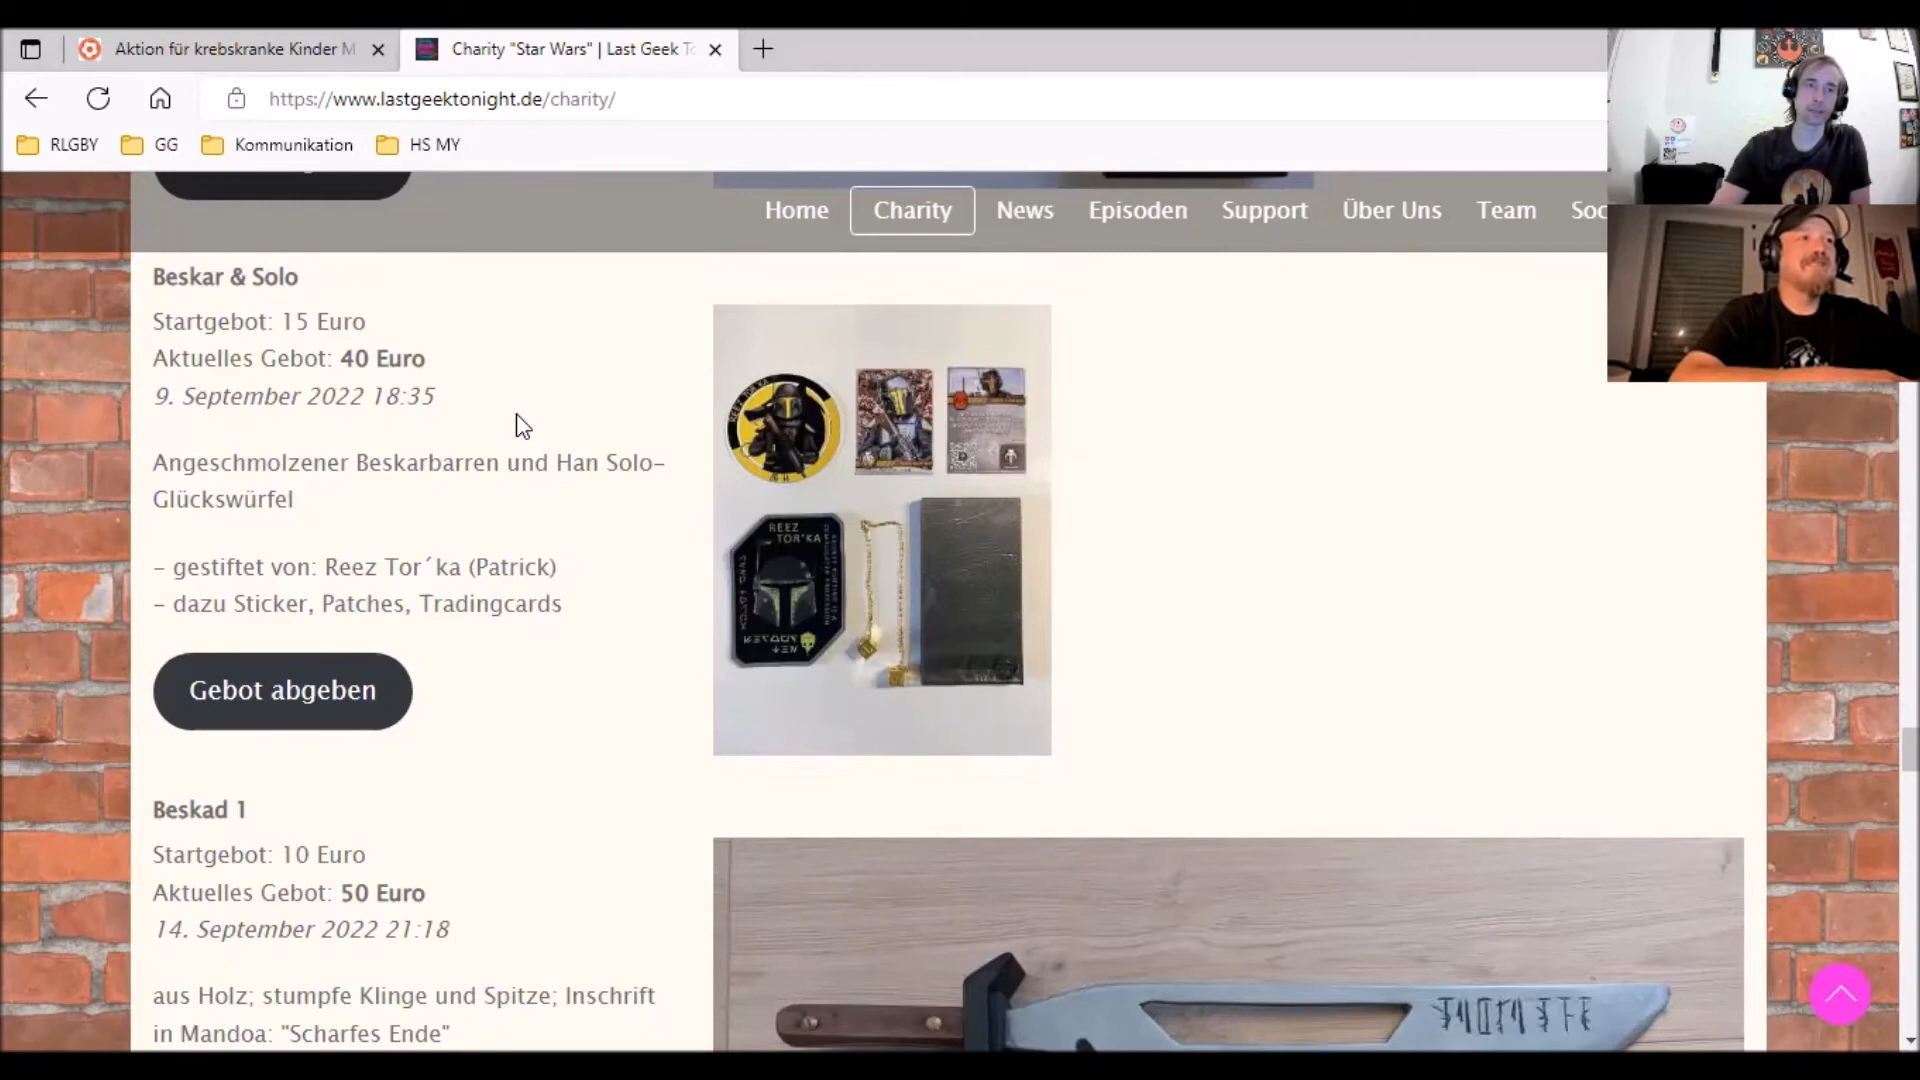 Aktion für krebskranke Kinder M
Charity "Star Wars" | Last Geek To
https://www.lastgeektonight.de/charity/
RLGBY
GG
Kommunikation
HS MY
Home
Charity
News
Episoden
Support
Über Uns
Team
Soc
Beskar & Solo
Startgebot: 15 Euro
Aktuelles Gebot: 40 Euro
9. September 2022 18:35
Angeschmolzener Beskarbarren und Han Solo-
Glückswürfel
- gestiftet von: Reez Tor´ka (Patrick)
- dazu Sticker, Patches, Tradingcards
Gebot abgeben
REEZ
TOR'KA
Beskad 1
Startgebot: 10 Euro
Aktuelles Gebot: 50 Euro
14. September 2022 21:18
aus Holz; stumpfe Klinge und Spitze; Inschrift
in Mandoa: "Scharfes Ende"